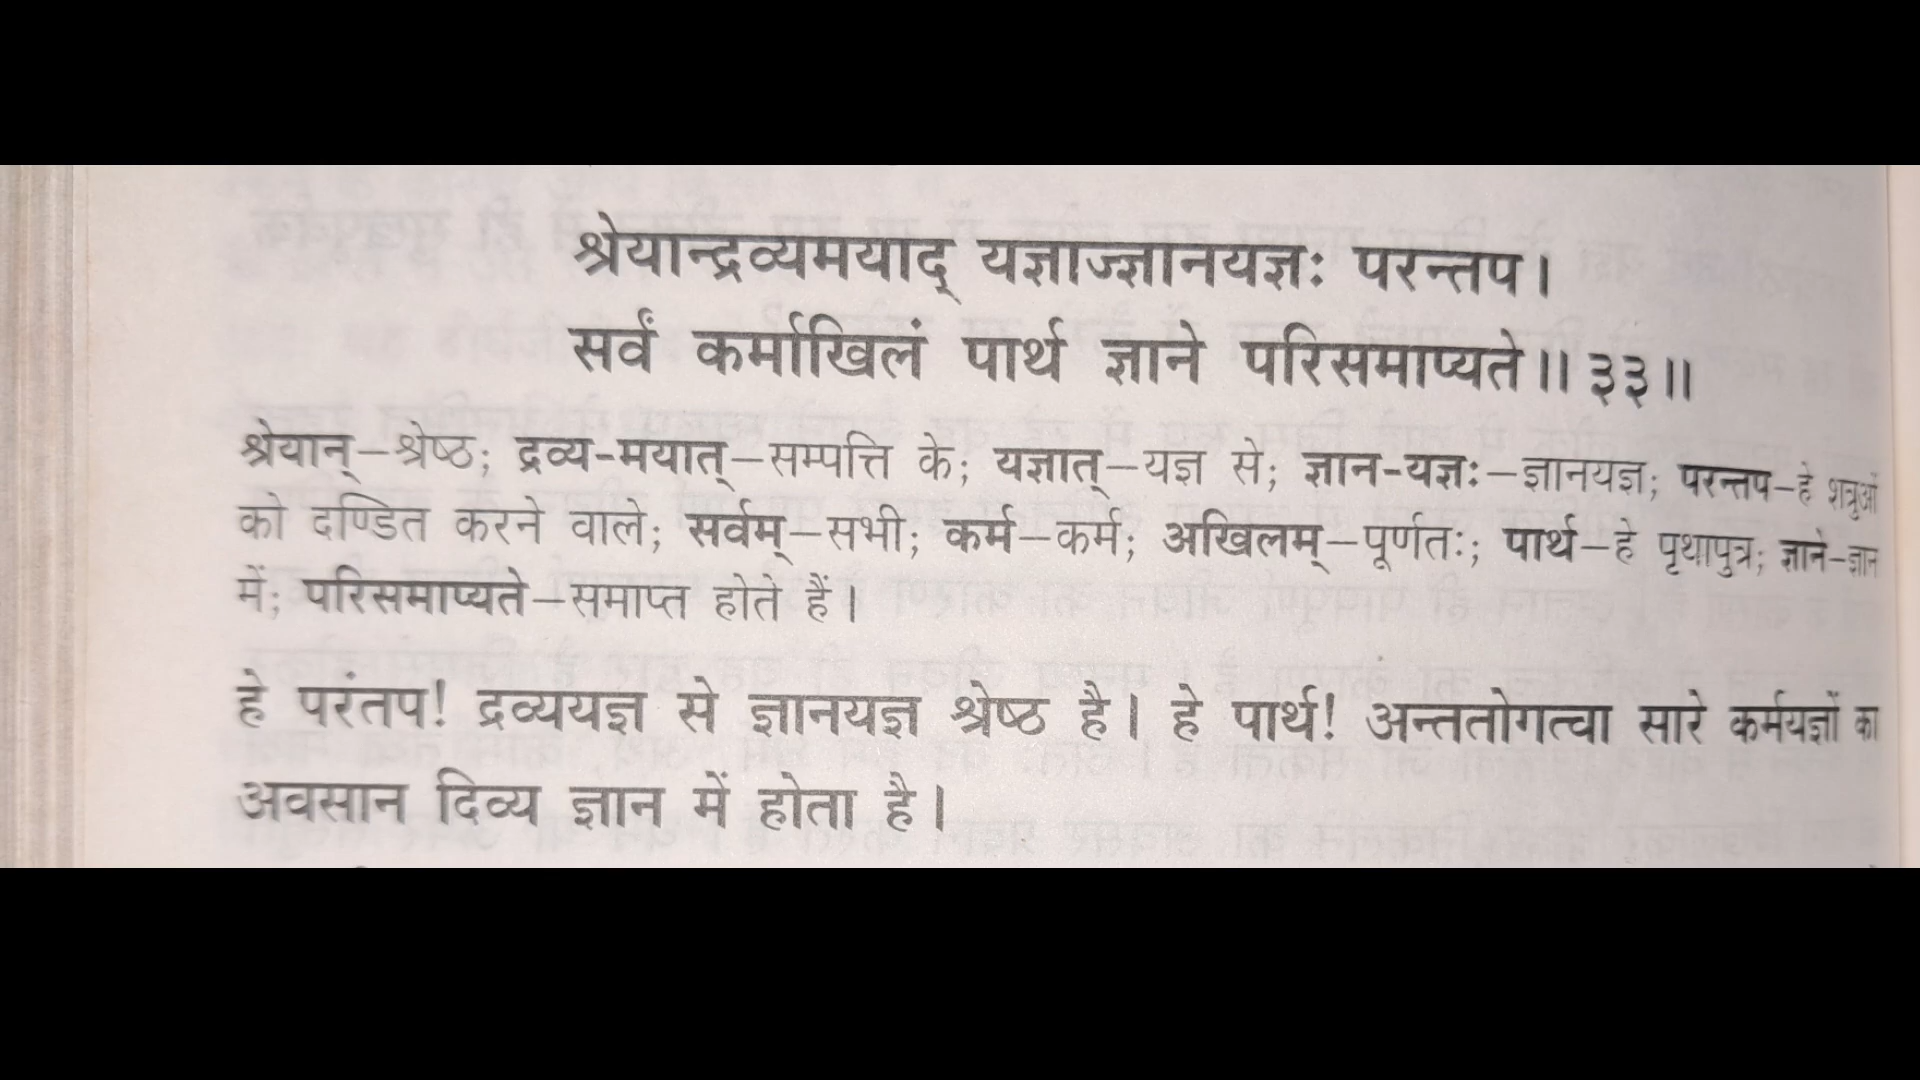 श्रेयान्द्रव्यमयाद् यज्ञाज्ज्ञानयज्ञः परन्तप।
सर्वं कर्माखिलं पार्थ ज्ञाने परिसमाप्यते॥ ३३॥
श्रेयान्–श्रेष्ठ; द्रव्य-मयात्–सम्पत्ति के; यज्ञात्–यज्ञ से; ज्ञान-यज्ञः–ज्ञानयज्ञ; परन्तप–हे शत्रुओं
को दण्डित करने वाले; सर्वम्–सभी; कर्म–कर्म; अखिलम्–पूर्णतः; पार्थ–हे पृथापुत्र; ज्ञाने–ज्ञान
में; परिसमाप्यते–समाप्त होते हैं।
हे परंतप! द्रव्ययज्ञ से ज्ञानयज्ञ श्रेष्ठ है। हे पार्थ! अन्ततोगत्वा सारे कर्मयज्ञों का
अवसान दिव्य ज्ञान में होता है।